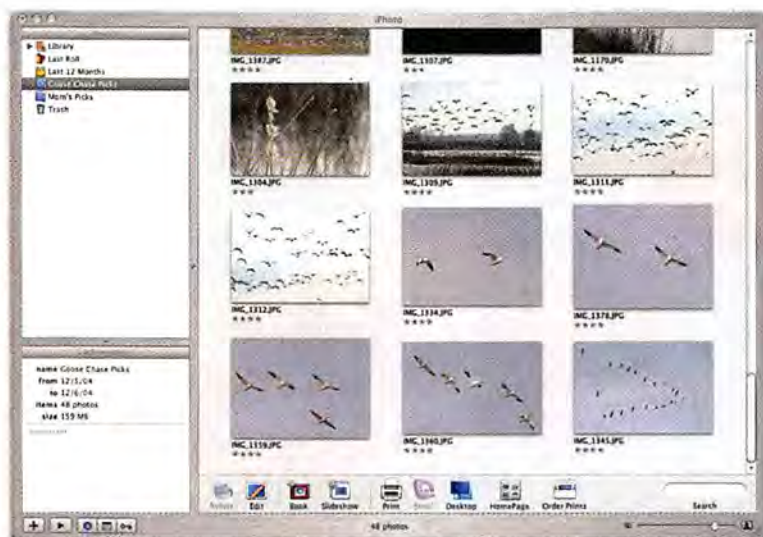 iPhoto
Library
Last Roll
Last 12 Months
Goose Chase Picks
Mom's Picks
Trash
IMG_1387.JPG
IMG_1307.JPG
IMG_1170.JPG
IMG_1304.JPG
IMG_1309.JPG
IMG_1311.JPG
IMG_1312.JPG
IMG_1334.JPG
IMG_1378.JPG
IMG_1359.JPG
IMG_1360.JPG
IMG_1345.JPG
name Goose Chase Picks
from 12/1/04
to 12/6/04
items 48 photos
size 159 MB
Rotate Edit Book Slideshow Print Email Desktop HomePage Order Prints Search
48 photos